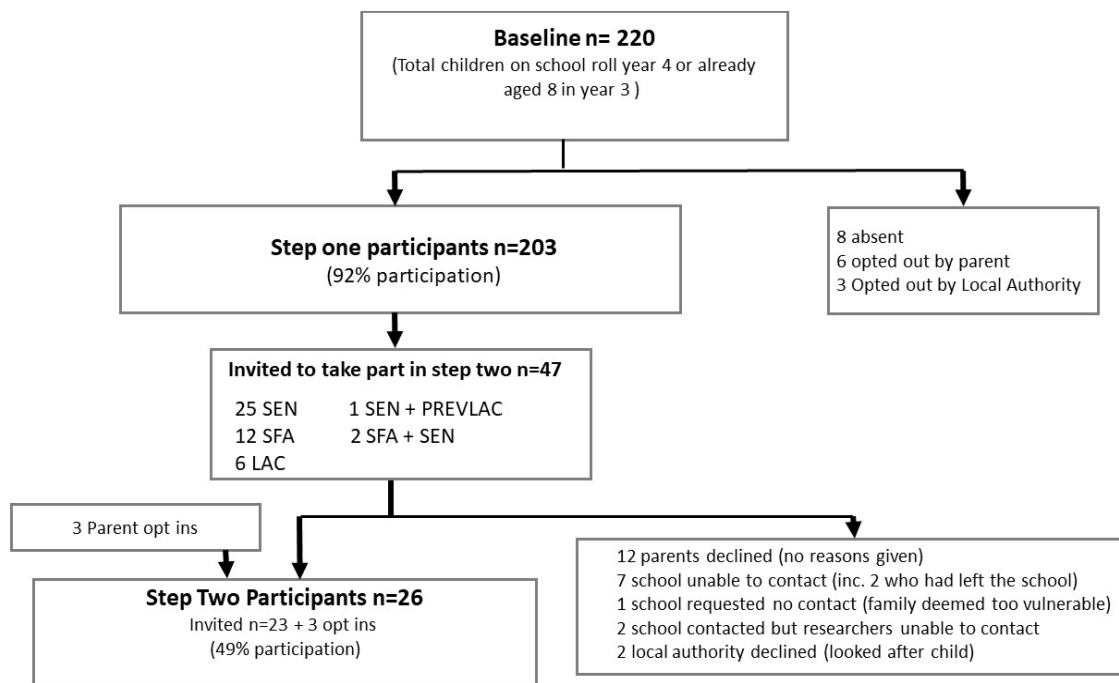 Baseline n= 220
(Total children on school roll year 4 or already
aged 8 in year 3 )
Step one participants n=203
(92% participation)
8 absent
6 opted out by parent
3 Opted out by Local Authority
Invited to take part in step two n=47
25 SEN 1 SEN + PREVLAC
12 SFA 2 SFA + SEN
6 LAC
3 Parent opt ins
Step Two Participants n=26
Invited n=23 + 3 opt ins
(49% participation)
12 parents declined (no reasons given)
7 school unable to contact (inc. 2 who had left the school)
1 school requested no contact (family deemed too vulnerable)
2 school contacted but researchers unable to contact
2 local authority declined (looked after child)